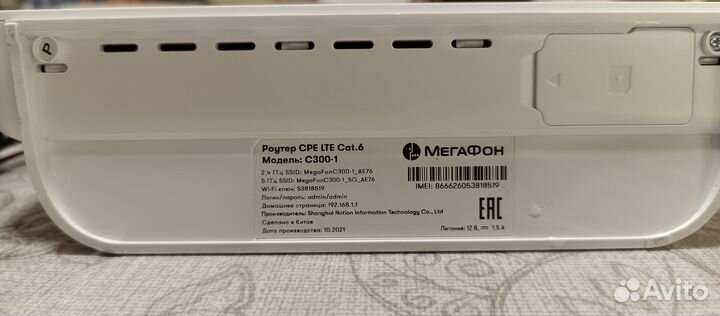 P
Роутер CPE LTE Cat.6
Модель: C300-1
2,4 ГГц SSID: MegaFonC300-1_AE76
5 ГГц SSID: MegaFonC300-1_5G_AE76
Wi-Fi ключ: 53818519
Логин/пароль: admin/admin
Домашняя страница: 192.168.1.1
Производитель: Shanghai Notion Information Technology Co., Ltd
Сделано в Китае
Дата производства: 10.2021
МЕГАФОН
IMEI: 866626053818519
EAC
Питание: 12 В, 1.5 A
Avito